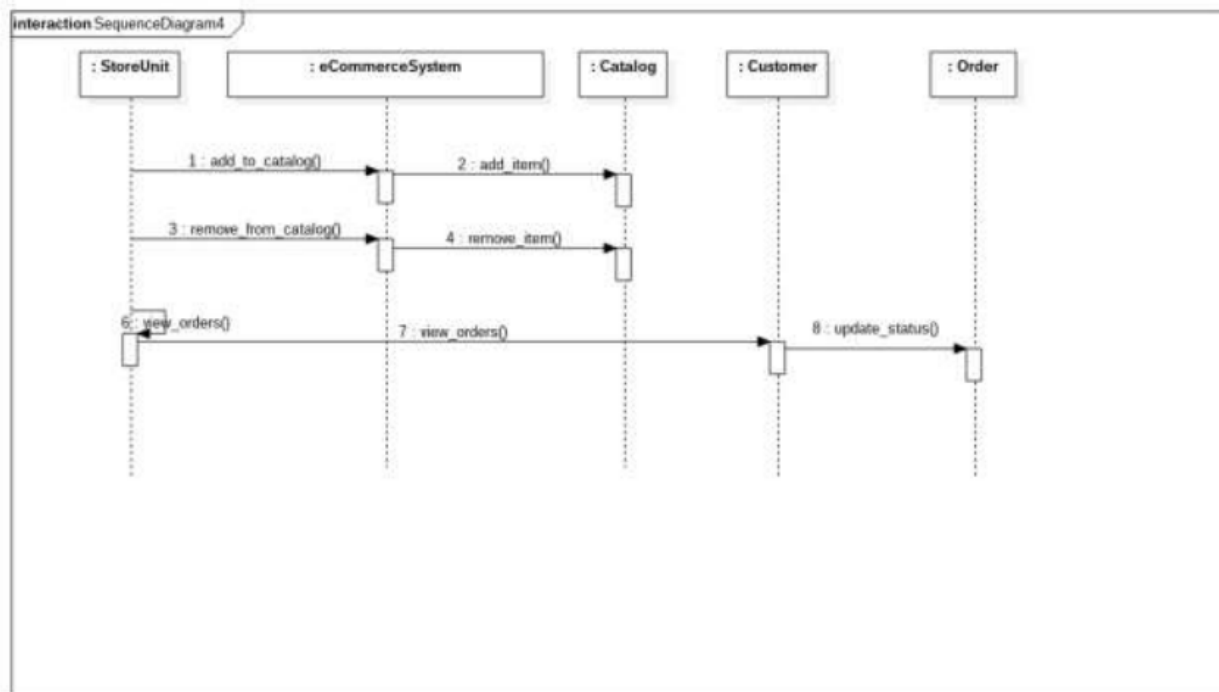 interaction SequenceDiagram4
: StoreUnit
: eCommerceSystem
: Catalog
: Customer
: Order
1 : add_to_catalog()
2 : add_item()
3 : remove_from_catalog()
4 : remove_item()
6 : view_orders()
7 : view_orders()
8 : update_status()